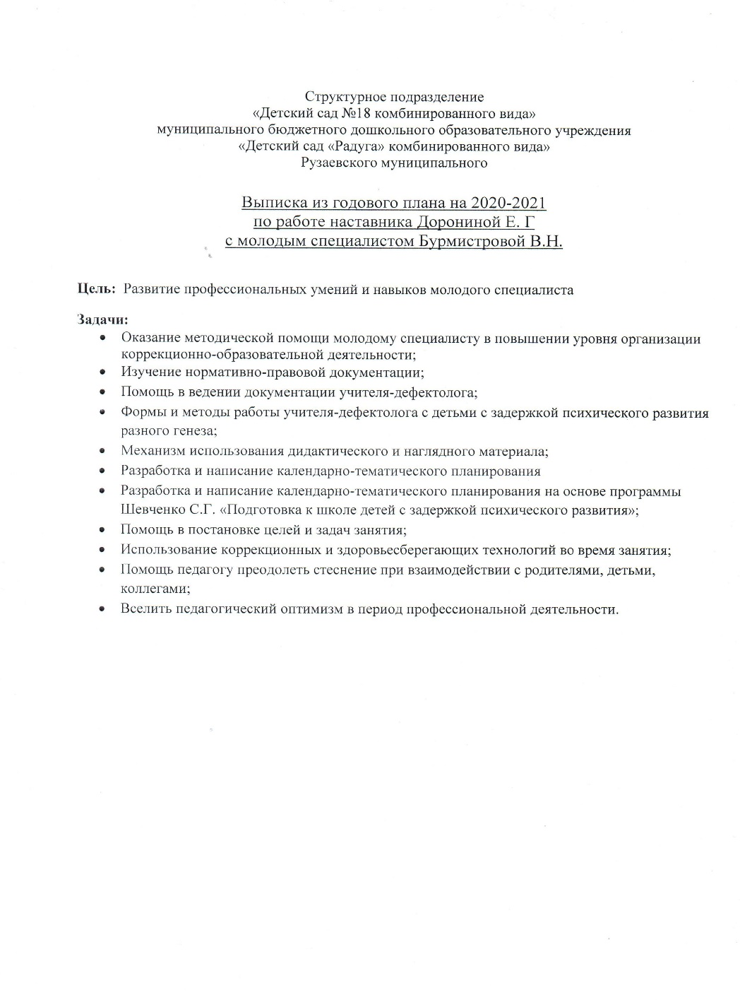 Структурное подразделение
«Детский сад №18 комбинированного вида»
муниципального бюджетного дошкольного образовательного учреждения
«Детский сад «Радуга» комбинированного вида»
Рузаевского муниципального
Выписка из годового плана на 2020-2021
по работе наставника Дорониной Е. Г
с молодым специалистом Бурмистровой В.Н.
Цель: Развитие профессиональных умений и навыков молодого специалиста
Задачи:
• Оказание методической помощи молодому специалисту в повышении уровня организации
коррекционно-образовательной деятельности;
• Изучение нормативно-правовой документации;
• Помощь в ведении документации учителя-дефектолога;
• Формы и методы работы учителя-дефектолога с детьми с задержкой психического развития
разного генеза;
• Механизм использования дидактического и наглядного материала;
• Разработка и написание календарно-тематического планирования
• Разработка и написание календарно-тематического планирования на основе программы
Шевченко С.Г. «Подготовка к школе детей с задержкой психического развития»;
• Помощь в постановке целей и задач занятия;
• Использование коррекционных и здоровьесберегающих технологий во время занятия;
• Помощь педагогу преодолеть стеснение при взаимодействии с родителями, детьми,
коллегами;
• Вселить педагогический оптимизм в период профессиональной деятельности.